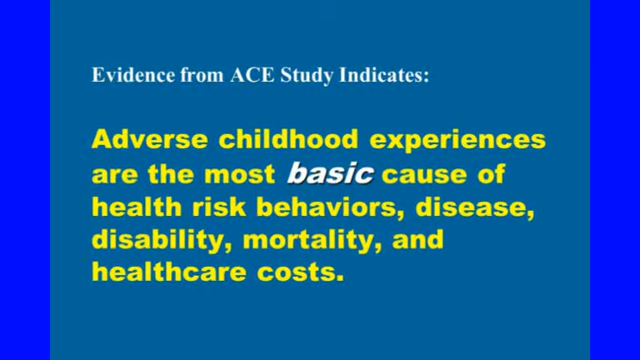 Evidence from ACE Study Indicates:
Adverse childhood experiences
are the most basic cause of
health risk behaviors, disease,
disability, mortality, and
healthcare costs.